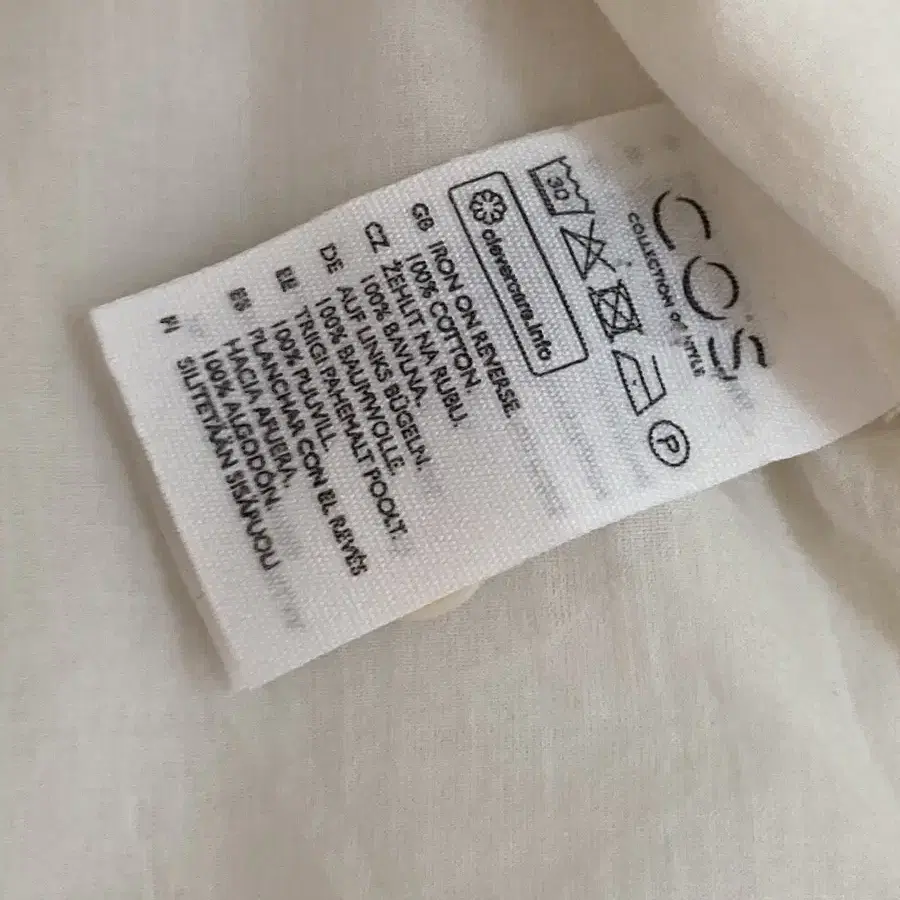 COS
COLLECTION OF STYLE
30
P
clevercare.info
GB IRON ON REVERSE
100% COTTON.
CZ ŽEHLIT NA RUBU.
100% BAVLNA.
DE AUF LINKS BÜGELN.
100% BAUMWOLLE.
EE TRIIGI PAHEMALT POOLT.
100% PUUVILL.
ES PLANCHAR CON EL REVÉS
HACIA AFUERA.
100% ALGODÓN.
FI SILITETÄÄN SISÄPUOLI